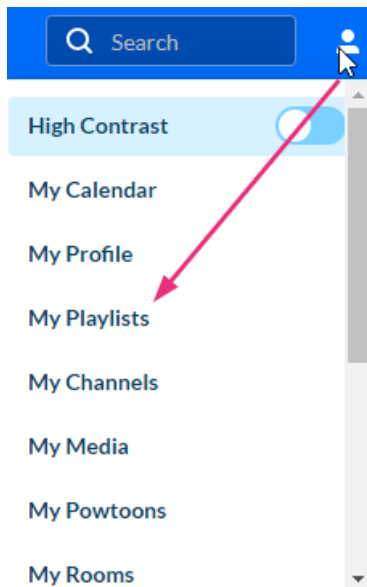 Search
High Contrast
My Calendar
My Profile
My Playlists
My Channels
My Media
My Powtoons
My Rooms